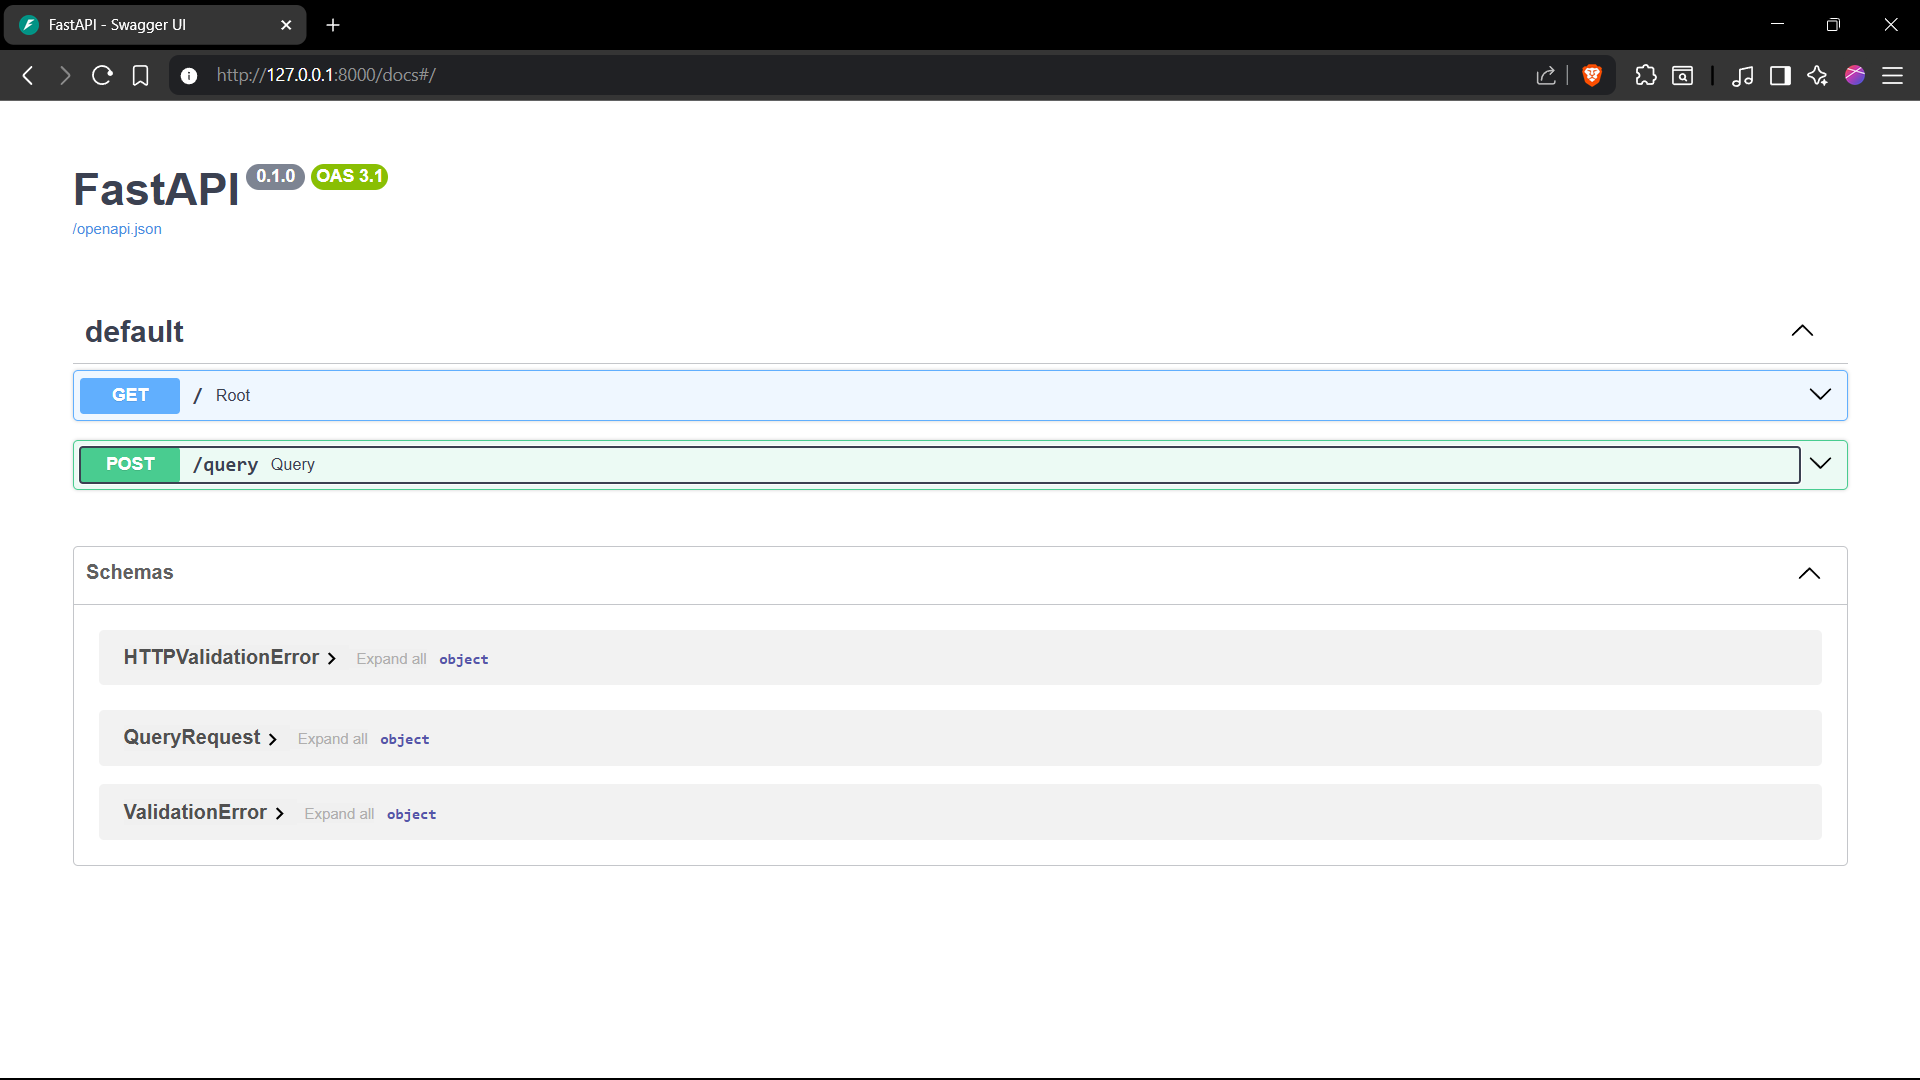 FastAPI - Swagger UI
http://127.0.0.1:8000/docs#/
FastAPI 0.1.0 OAS 3.1
/openapi.json
default
GET / Root
POST /query Query
Schemas
HTTPValidationError Expand all object
QueryRequest Expand all object
ValidationError Expand all object